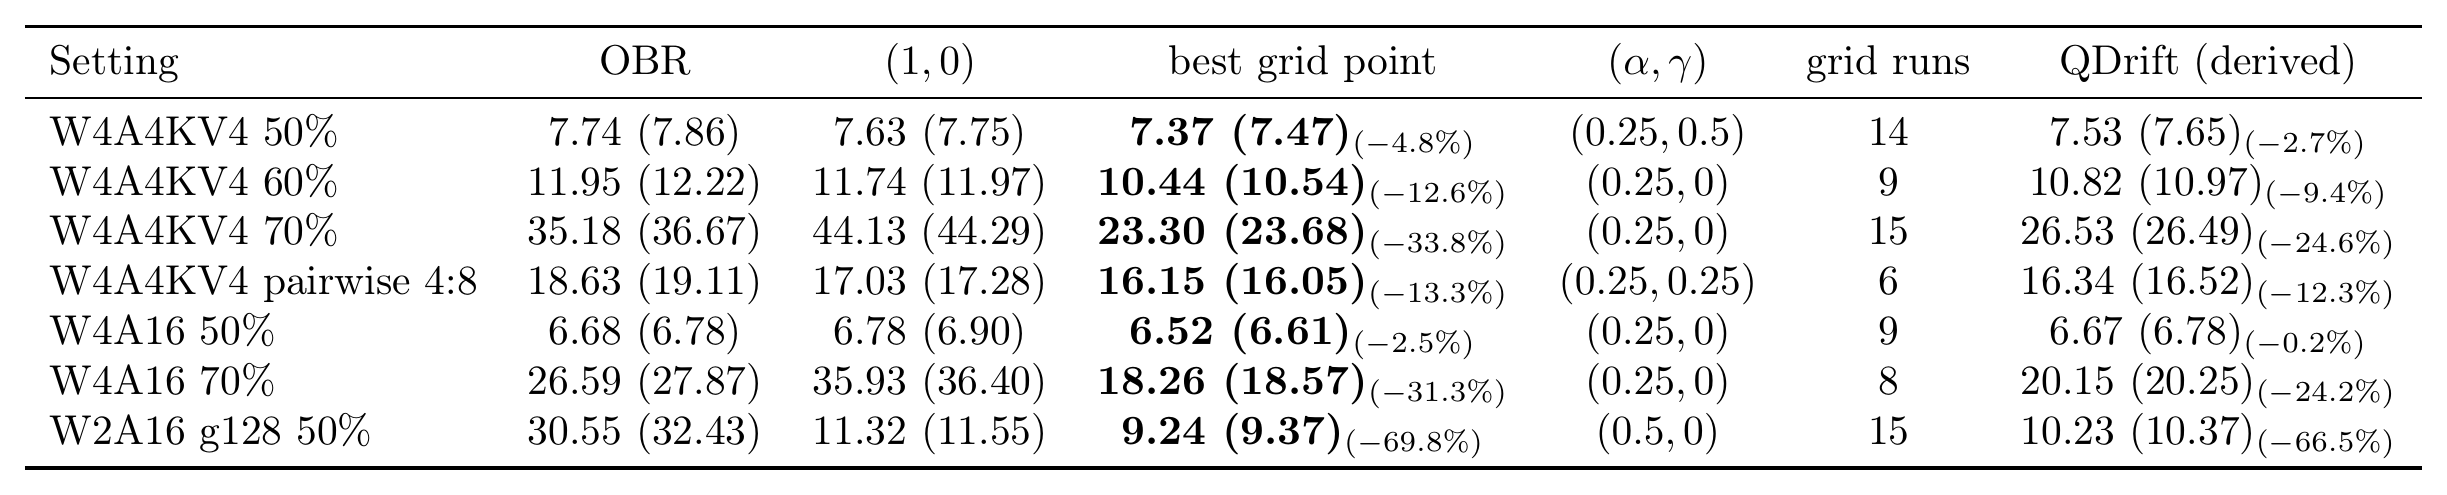 Setting OBR (1, 0) best grid point (α, γ) grid runs QDrift (derived)
W4A4KV4 50% 7.74 (7.86) 7.63 (7.75) 7.37 (7.47)(−4.8%) (0.25, 0.5) 14 7.53 (7.65)(−2.7%)
W4A4KV4 60% 11.95 (12.22) 11.74 (11.97) 10.44 (10.54)(−12.6%) (0.25, 0) 9 10.82 (10.97)(−9.4%)
W4A4KV4 70% 35.18 (36.67) 44.13 (44.29) 23.30 (23.68)(−33.8%) (0.25, 0) 15 26.53 (26.49)(−24.6%)
W4A4KV4 pairwise 4:8 18.63 (19.11) 17.03 (17.28) 16.15 (16.05)(−13.3%) (0.25, 0.25) 6 16.34 (16.52)(−12.3%)
W4A16 50% 6.68 (6.78) 6.78 (6.90) 6.52 (6.61)(−2.5%) (0.25, 0) 9 6.67 (6.78)(−0.2%)
W4A16 70% 26.59 (27.87) 35.93 (36.40) 18.26 (18.57)(−31.3%) (0.25, 0) 8 20.15 (20.25)(−24.2%)
W2A16 g128 50% 30.55 (32.43) 11.32 (11.55) 9.24 (9.37)(−69.8%) (0.5, 0) 15 10.23 (10.37)(−66.5%)